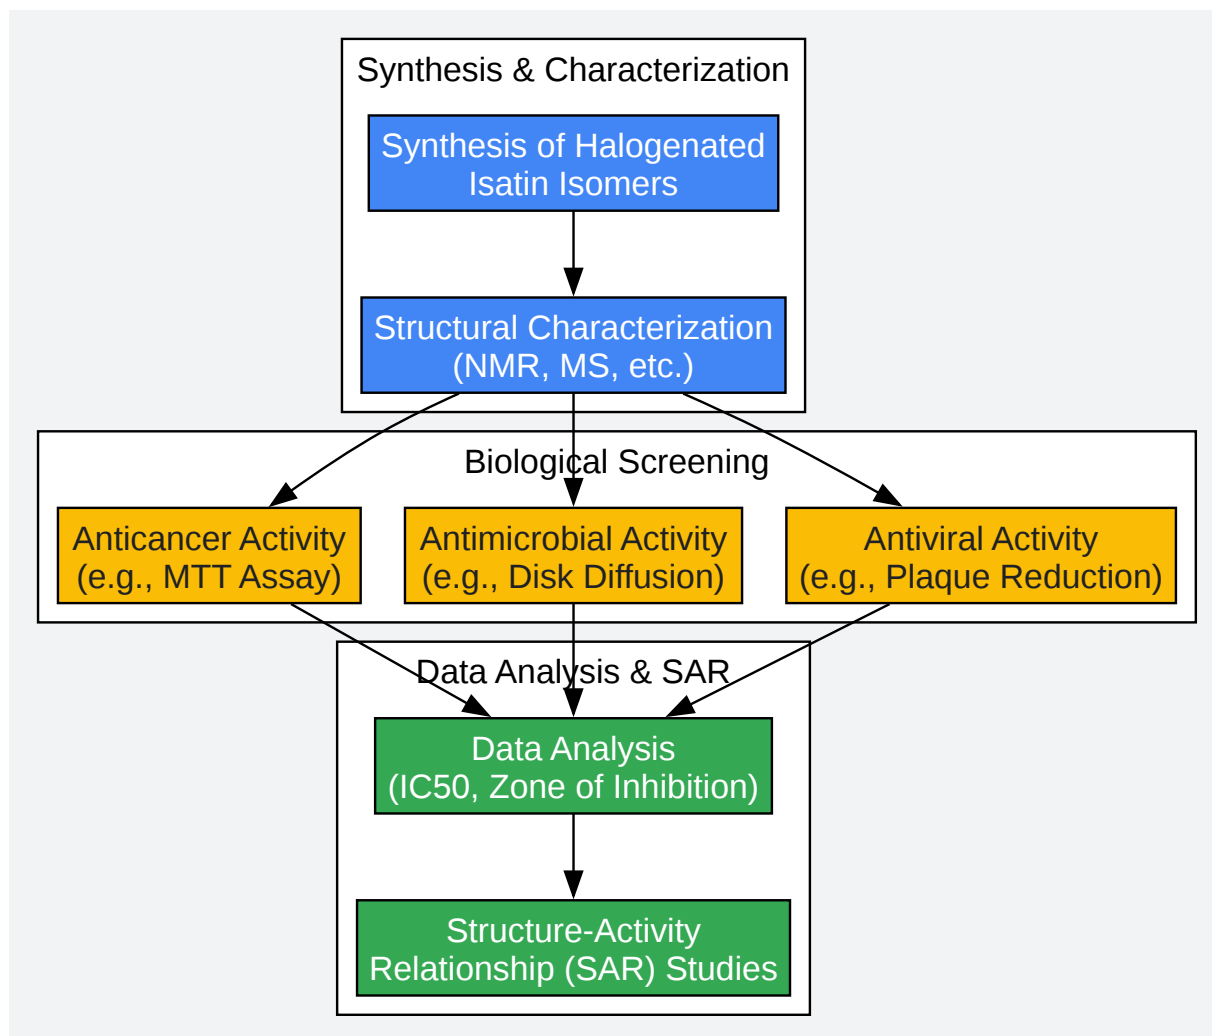 Synthesis & Characterization
Synthesis of Halogenated
Isatin Isomers
Structural Characterization
(NMR, MS, etc.)
Biological Screening
Anticancer Activity
(e.g., MTT Assay)
Antimicrobial Activity
(e.g., Disk Diffusion)
Antiviral Activity
(e.g., Plaque Reduction)
Data Analysis & SAR
Data Analysis
(IC50, Zone of Inhibition)
Structure-Activity
Relationship (SAR) Studies